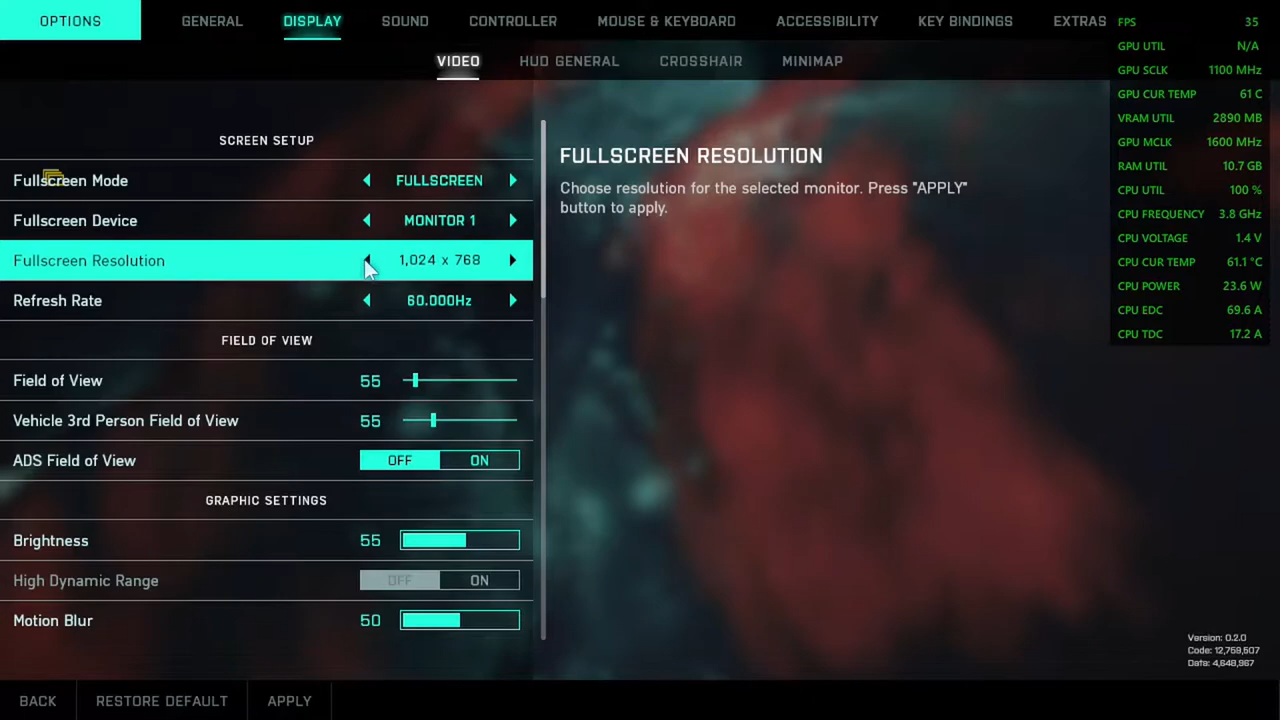 OPTIONS GENERAL DISPLAY SOUND CONTROLLER MOUSE & KEYBOARD ACCESSIBILITY KEY BINDINGS EXTRAS
VIDEO HUD GENERAL CROSSHAIR MINIMAP
SCREEN SETUP
Fullscreen Mode FULLSCREEN
Fullscreen Device MONITOR 1
Fullscreen Resolution 1,024 x 768
Refresh Rate 60.000Hz
FIELD OF VIEW
Field of View 55
Vehicle 3rd Person Field of View 55
ADS Field of View OFF ON
GRAPHIC SETTINGS
Brightness 55
High Dynamic Range OFF ON
Motion Blur 50
FULLSCREEN RESOLUTION
Choose resolution for the selected monitor. Press "APPLY"
button to apply.
FPS 35
GPU UTIL N/A
GPU SCLK 1100 MHz
GPU CUR TEMP 61 C
VRAM UTIL 2890 MB
GPU MCLK 1600 MHz
RAM UTIL 10.7 GB
CPU UTIL 100 %
CPU FREQUENCY 3.8 GHz
CPU VOLTAGE 1.4 V
CPU CUR TEMP 61.1 °C
CPU POWER 23.6 W
CPU EDC 69.6 A
CPU TDC 17.2 A
Version: 0.2.0
Code: 12,759,507
Data: 4,648,967
BACK RESTORE DEFAULT APPLY